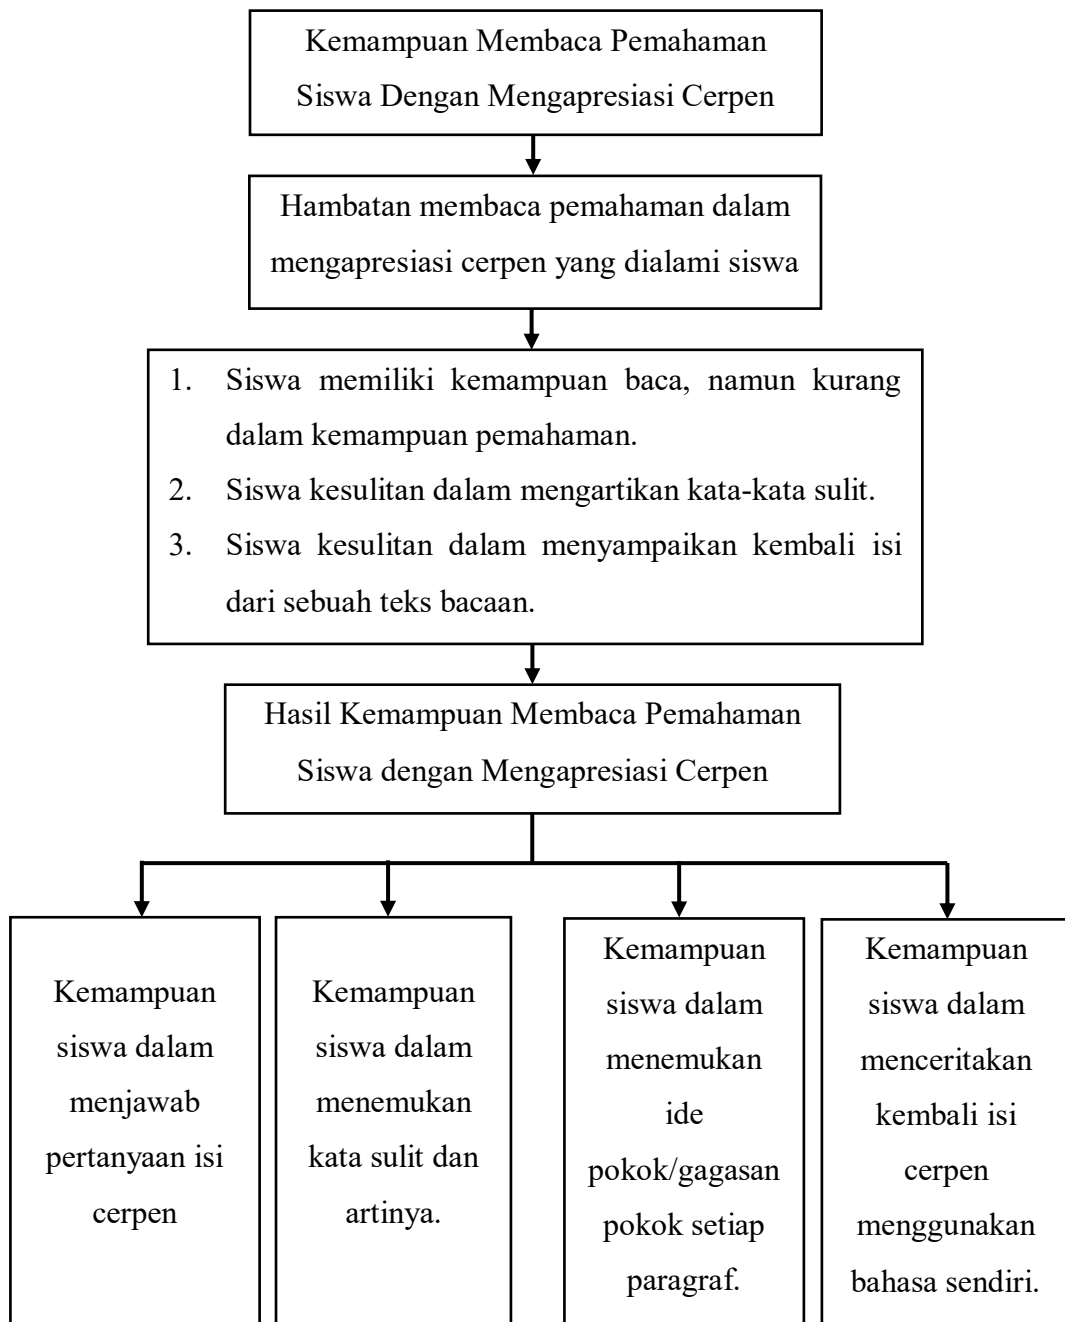 Kemampuan Membaca Pemahaman
Siswa Dengan Mengapresiasi Cerpen
Hambatan membaca pemahaman dalam
mengapresiasi cerpen yang dialami siswa
1. Siswa memiliki kemampuan baca, namun kurang
dalam kemampuan pemahaman.
2. Siswa kesulitan dalam mengartikan kata-kata sulit.
3. Siswa kesulitan dalam menyampaikan kembali isi
dari sebuah teks bacaan.
Hasil Kemampuan Membaca Pemahaman
Siswa dengan Mengapresiasi Cerpen
Kemampuan
siswa dalam
menjawab
pertanyaan isi
cerpen
Kemampuan
siswa dalam
menemukan
kata sulit dan
artinya.
Kemampuan
siswa dalam
menemukan
ide
pokok/gagasan
pokok setiap
paragraf.
Kemampuan
siswa dalam
menceritakan
kembali isi
cerpen
menggunakan
bahasa sendiri.